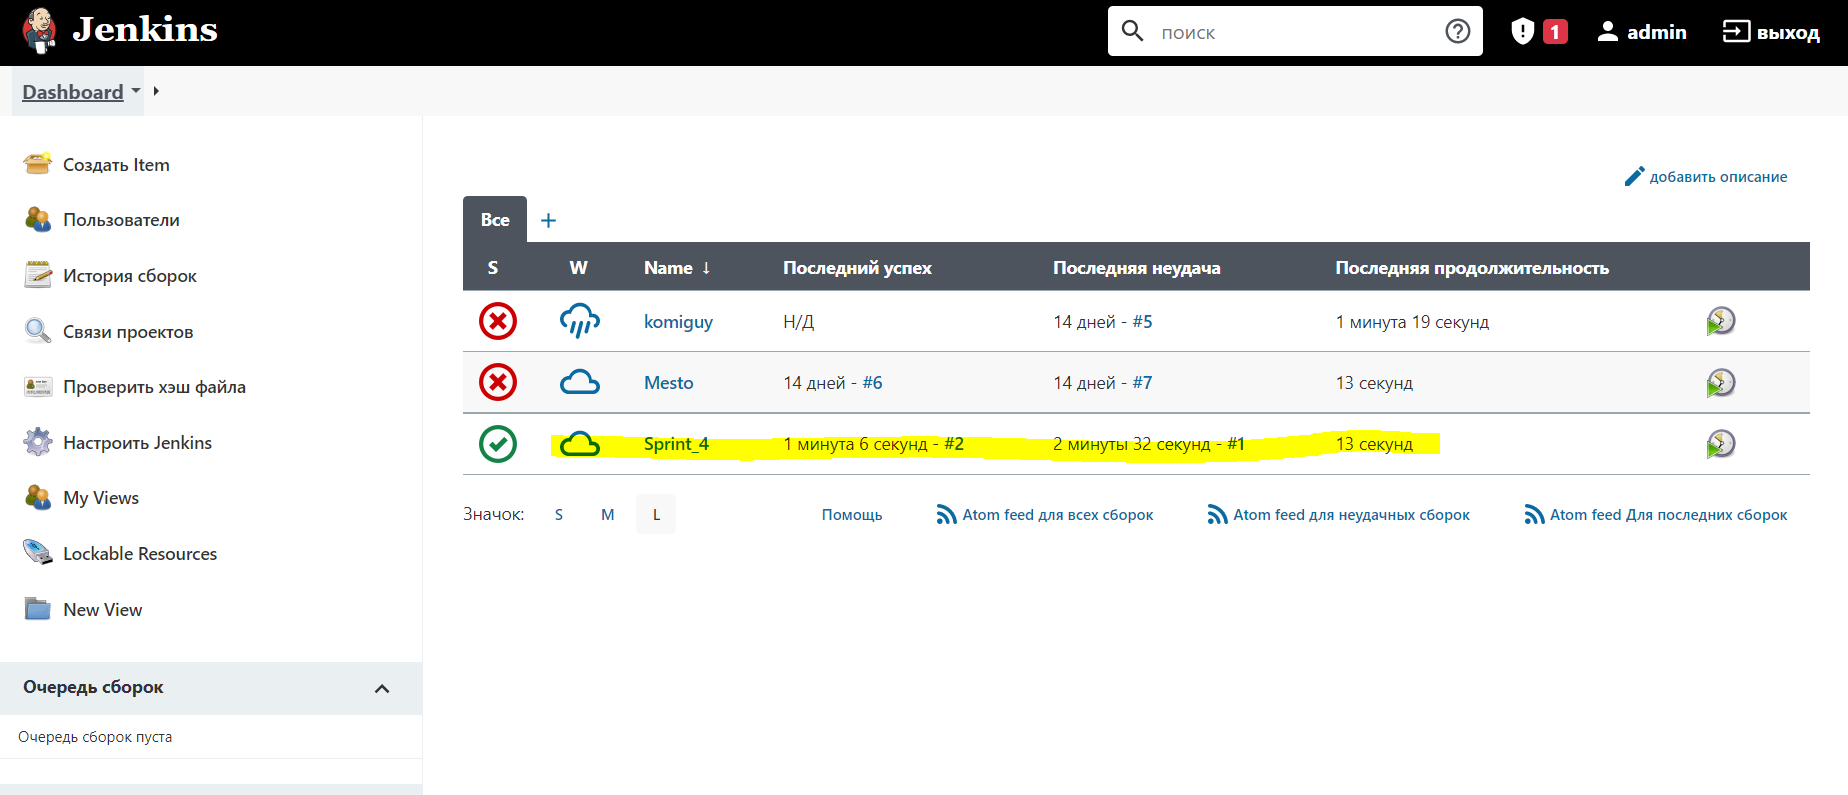 Jenkins
поиск
1
admin
выход
Dashboard
Создать Item
Пользователи
История сборок
Связи проектов
Проверить хэш файла
Настроить Jenkins
My Views
Lockable Resources
New View
Очередь сборок
Очередь сборок пуста
добавить описание
Все +
S W Name ↓ Последний успех Последняя неудача Последняя продолжительность
komiguy Н/Д 14 дней - #5 1 минута 19 секунд
Mesto 14 дней - #6 14 дней - #7 13 секунд
Sprint_4 1 минута 6 секунд - #2 2 минуты 32 секунд - #1 13 секунд
Значок: S M L Помощь Atom feed для всех сборок Atom feed для неудачных сборок Atom feed Для последних сборок